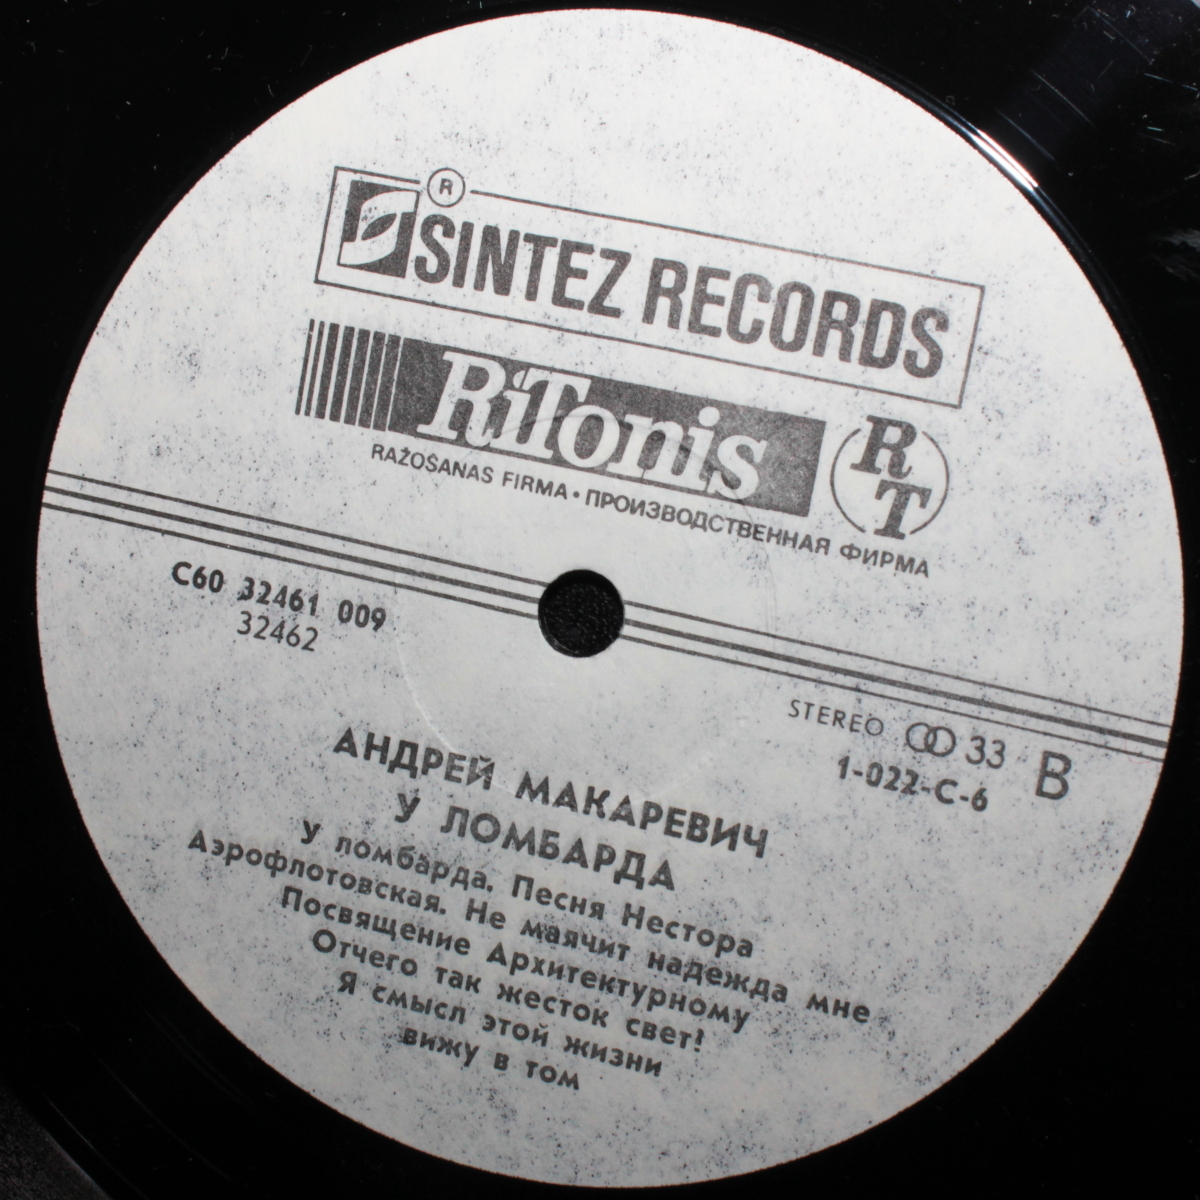 ®
SINTEZ RECORDS
RiTonis
RT
RAŽOŠANAS FIRMA • ПРОИЗВОДСТВЕННАЯ ФИРМА
С60 32461 009
32462
STEREO 33 B
1-022-C-6
АНДРЕЙ МАКАРЕВИЧ
У ЛОМБАРДА
У ломбарда. Песня Нестора
Аэрофлотовская. Не маячит надежда мне
Посвящение Архитектурному
Отчего так жесток свет!
Я смысл этой жизни
вижу в том